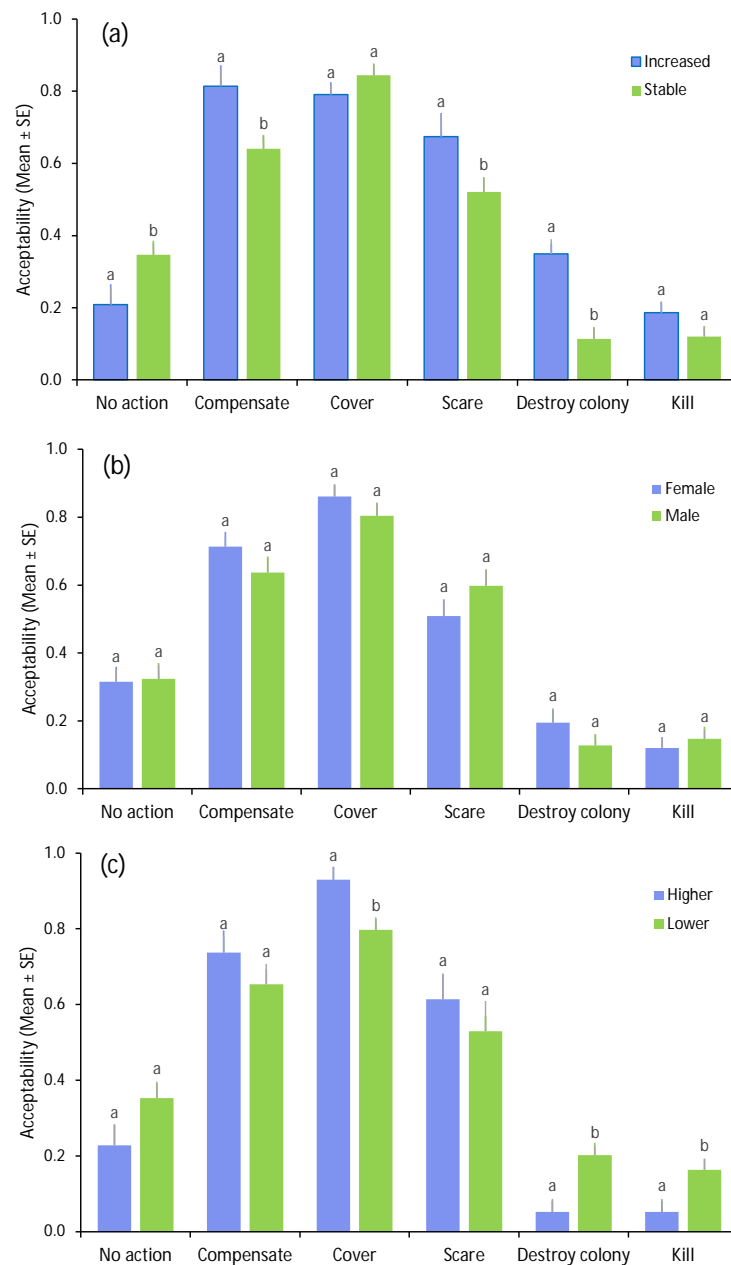 (a)
Increased
Stable
Acceptability (Mean ± SE)
1.0
0.8
0.6
0.4
0.2
0.0
a
b
a
b
a
a
a
b
a
b
a
a
No action Compensate Cover Scare Destroy colony Kill
(b)
Female
Male
Acceptability (Mean ± SE)
1.0
0.8
0.6
0.4
0.2
0.0
a
a
a
a
a
a
a
a
a
a
a
a
No action Compensate Cover Scare Destroy colony Kill
(c)
Higher
Lower
Acceptability (Mean ± SE)
1.0
0.8
0.6
0.4
0.2
0.0
a
a
a
a
a
b
a
a
a
b
a
b
No action Compensate Cover Scare Destroy colony Kill